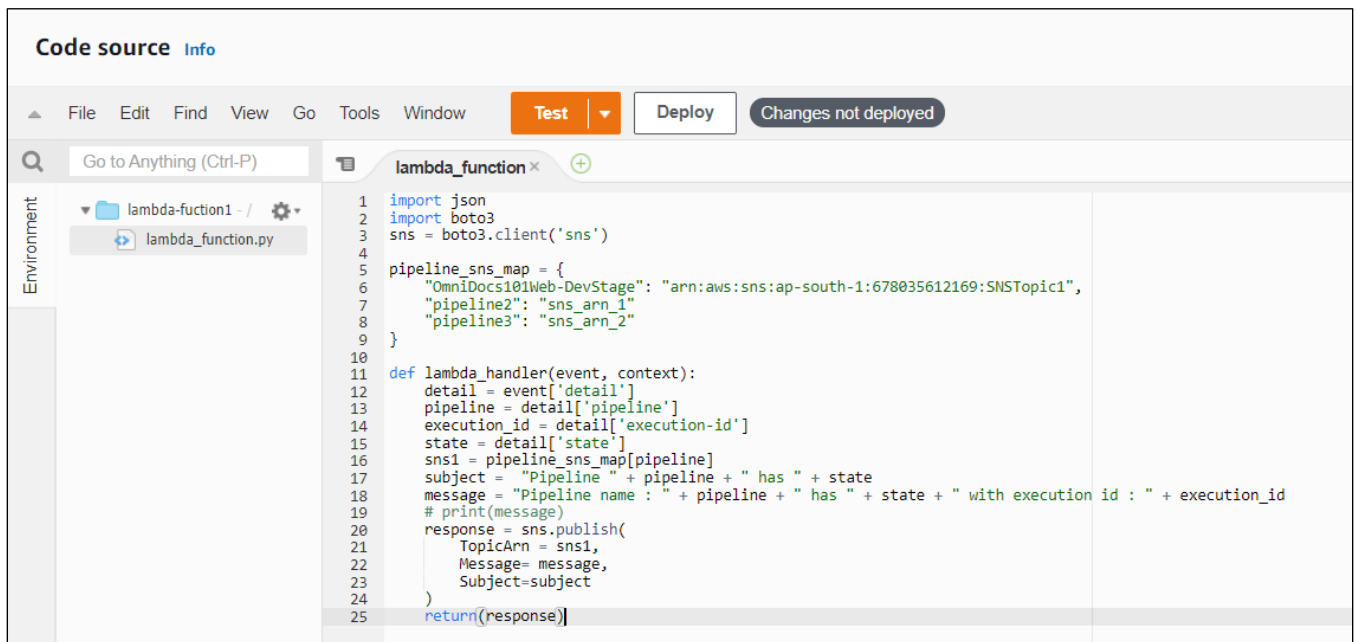 Code source Info
File Edit Find View Go Tools Window Test Deploy Changes not deployed
Go to Anything (Ctrl-P) lambda_function
Environment
lambda-fuction1 - /
lambda_function.py
1 import json
2 import boto3
3 sns = boto3.client('sns')
4
5 pipeline_sns_map = {
6     "OmniDocs101Web-DevStage": "arn:aws:sns:ap-south-1:678035612169:SNSTopic1",
7     "pipeline2": "sns_arn_1"
8     "pipeline3": "sns_arn_2"
9 }
10
11 def lambda_handler(event, context):
12     detail = event['detail']
13     pipeline = detail['pipeline']
14     execution_id = detail['execution-id']
15     state = detail['state']
16     sns1 = pipeline_sns_map[pipeline]
17     subject =  "Pipeline " + pipeline + " has " + state
18     message = "Pipeline name : " + pipeline + " has " + state + " with execution id : " + execution_id
19     # print(message)
20     response = sns.publish(
21         TopicArn = sns1,
22         Message= message,
23         Subject=subject
24     )
25     return(response)